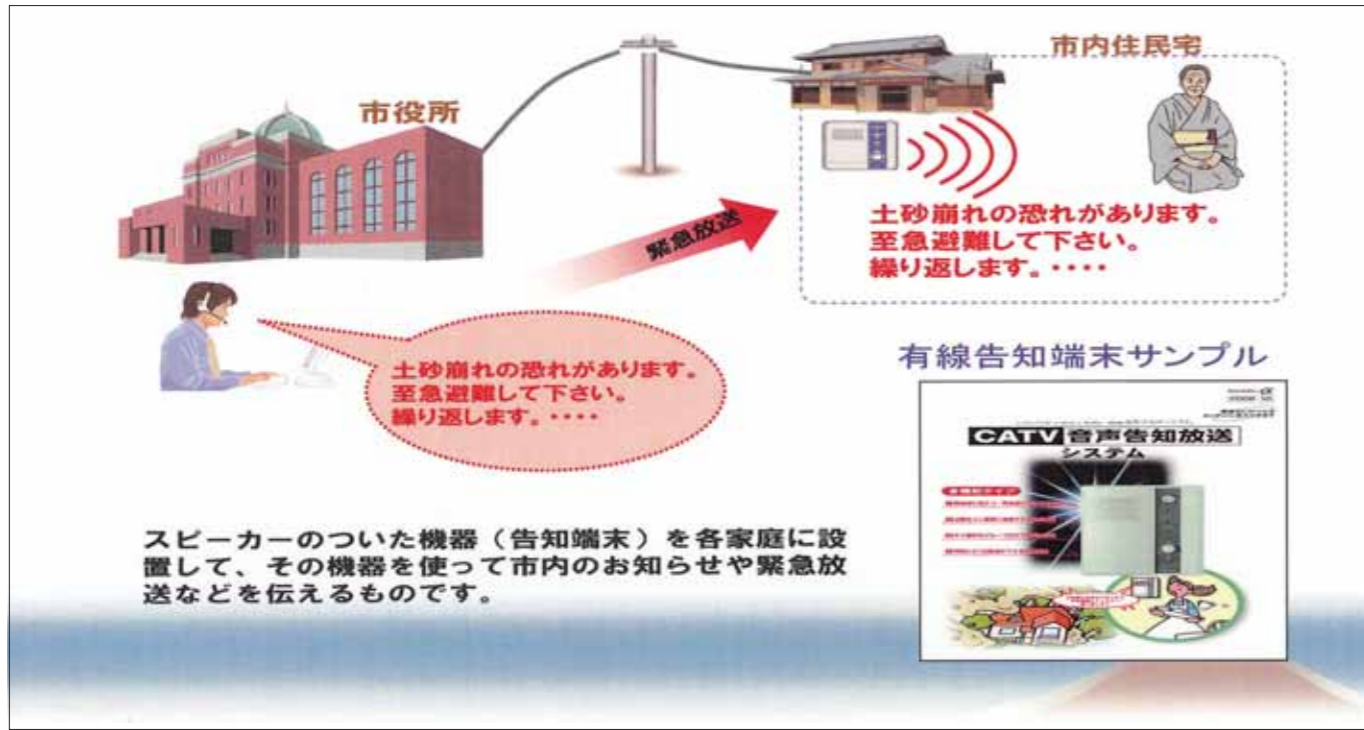 市内住民宅
市役所
緊急放送
土砂崩れの恐れがあります。
至急避難して下さい。
繰り返します。・・・・
土砂崩れの恐れがあります。
至急避難して下さい。
繰り返します。・・・・
有線告知端末サンプル
CATV 音声告知放送
システム
スピーカーのついた機器（告知端末）を各家庭に設
置して、その機器を使って市内のお知らせや緊急放
送などを伝えるものです。